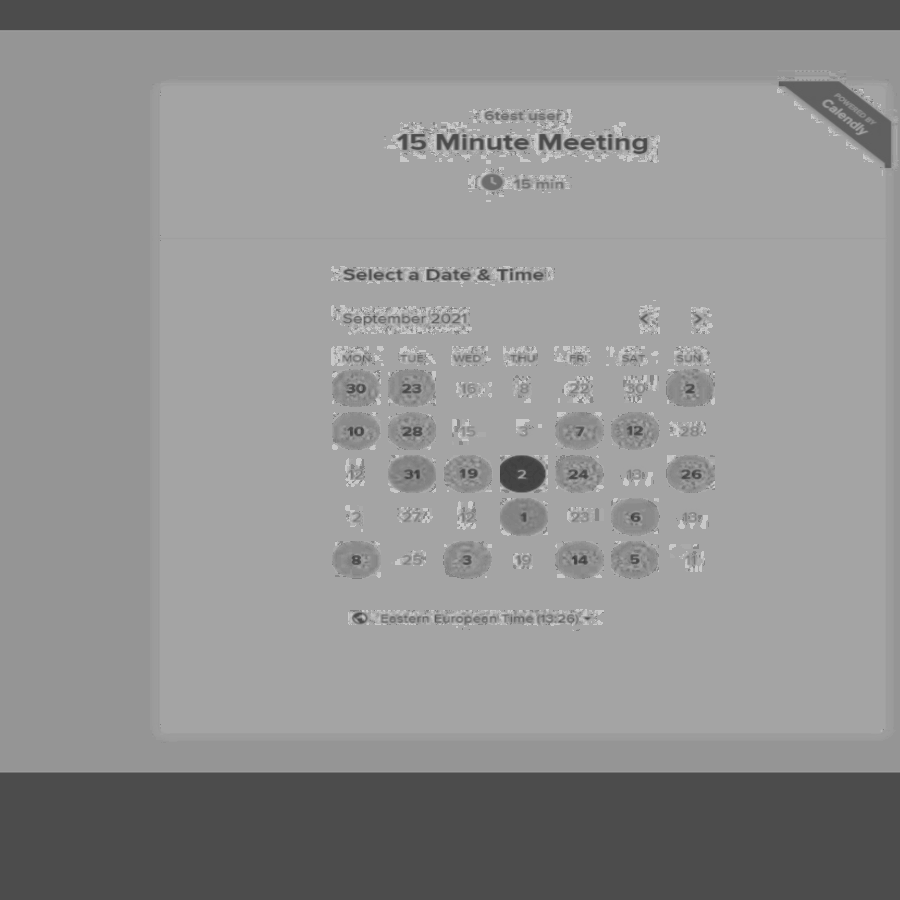 POWERED BY
Calendly
6test user
15 Minute Meeting
15 min
Select a Date & Time
September 2021
MON TUE WED THU FRI SAT SUN
30 23 16 8 22 30 2
10 28 15 3 7 12 28
12 31 19 2 24 13 26
2 27 12 1 23 6 13
8 25 3 19 14 5 11
Eastern European Time (13:26)